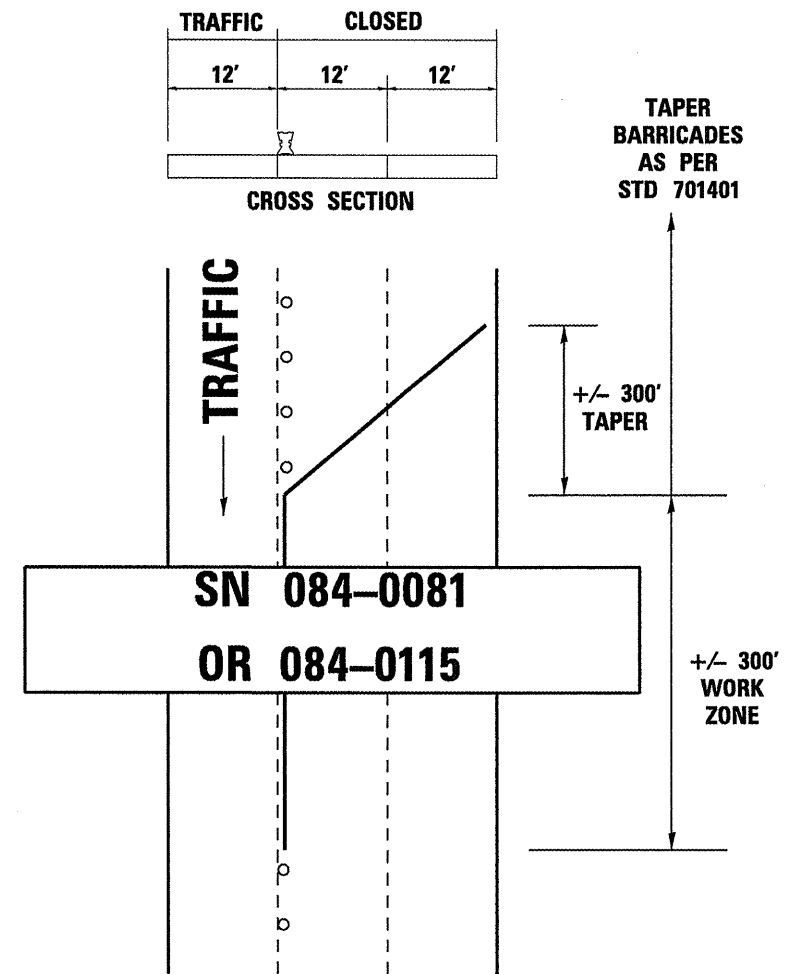 TRAFFIC CLOSED
12' 12' 12'
CROSS SECTION
TAPER
BARRICADES
AS PER
STD 701401
TRAFFIC
+/– 300'
TAPER
SN 084–0081
OR 084–0115
+/– 300'
WORK
ZONE